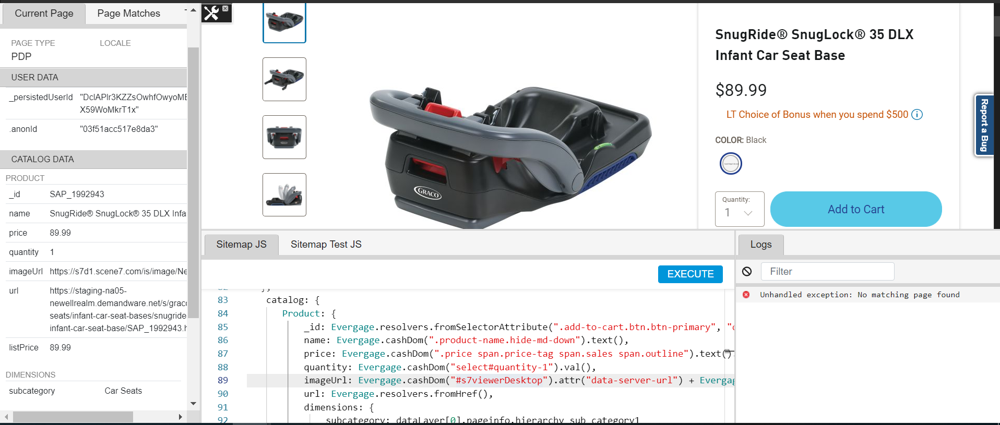 Current Page
Page Matches
PAGE TYPE
LOCALE
PDP
USER DATA
_persistedUserId
X59WoMkrT1x"
.anonId
"03f51acc517e8da3"
CATALOG DATA
PRODUCT
_id
SAP_1992943
name
SnugRide® SnugLock® 35 DLX Infa
price
89.99
quantity
1
imageUrl
https://s7d1.scene7.com/is/image/Ne
url
https://staging-na05-
newellrealm.demandware.net/s/graco
seats/infant-car-seat-bases/snugride
infant-car-seat-base/SAP_1992943.h
listPrice
89.99
DIMENSIONS
subcategory
Car Seats
GRACO
SnugRide® SnugLock® 35 DLX
Infant Car Seat Base
$89.99
LT Choice of Bonus when you spend $500
COLOR: Black
Quantity:
1
Add to Cart
Report a Bug
Sitemap JS
Sitemap Test JS
EXECUTE
82 },
83 catalog: {
84 Product: {
85 _id: Evergage.resolvers.fromSelectorAttribute(".add-to-cart.btn.btn-primary", "
86 name: Evergage.cashDom(".product-name.hide-md-down").text(),
87 price: Evergage.cashDom(".price span.price-tag span.sales span.outline").text()
88 quantity: Evergage.cashDom("select#quantity-1").val(),
89 imageUrl: Evergage.cashDom("#s7viewerDesktop").attr("data-server-url") + Evergag
90 url: Evergage.resolvers.fromHref(),
91 dimensions: {
92 subcategory: dataLayer[0].pageinfo.hierarchy_sub_category1
Logs
Filter
Unhandled exception: No matching page found